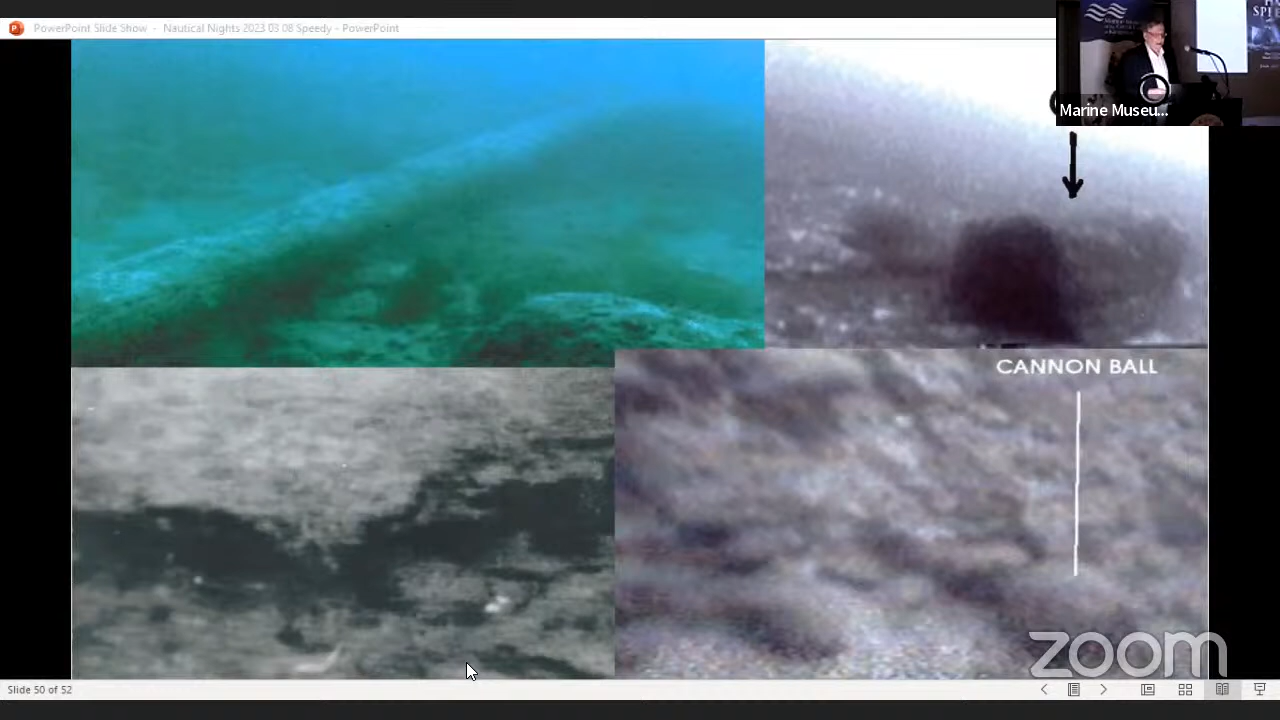 PowerPoint Slide Show - Nautical Nights 2023 03 08 Speedy - PowerPoint
Marine Museu...
CANNON BALL
zoom
Slide 50 of 52